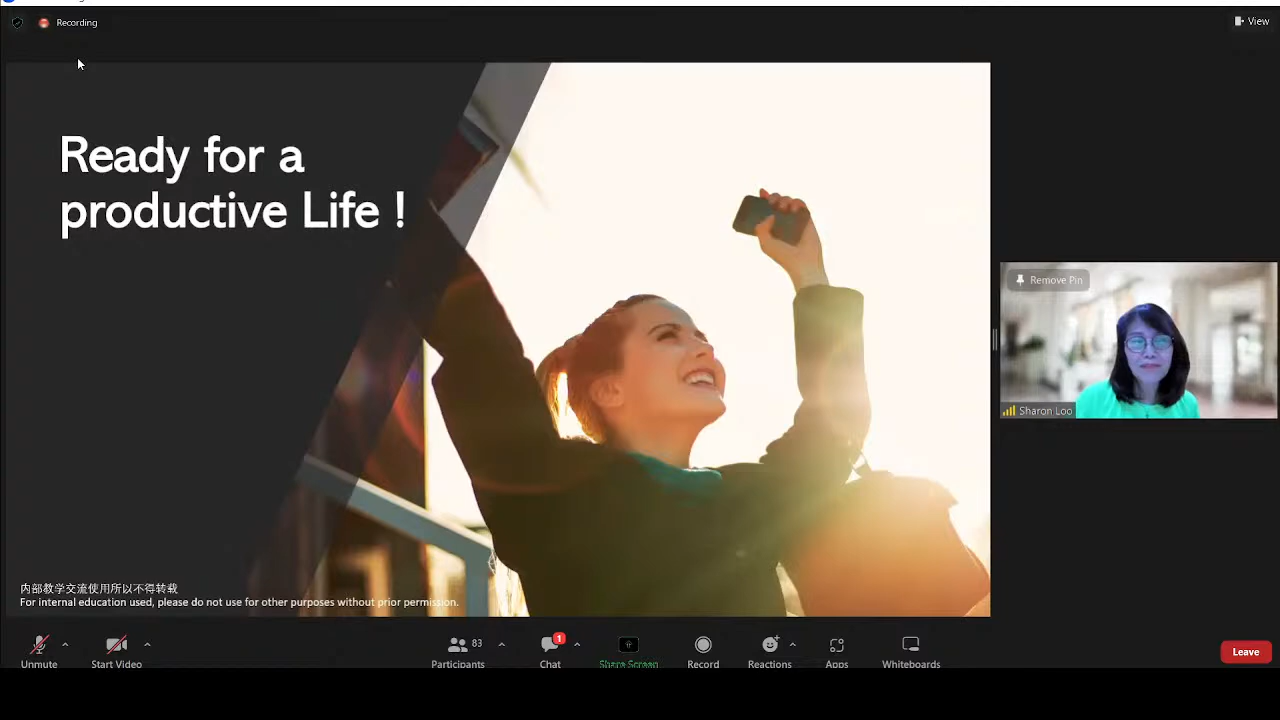 Recording
View
Ready for a
productive Life !
Remove Pin
Sharon Loo
内部教学交流使用所以不得转载
For internal education used, please do not use for other purposes without prior permission.
83
1
Unmute
Start Video
Participants
Chat
Share Screen
Record
Reactions
Apps
Whiteboards
Leave